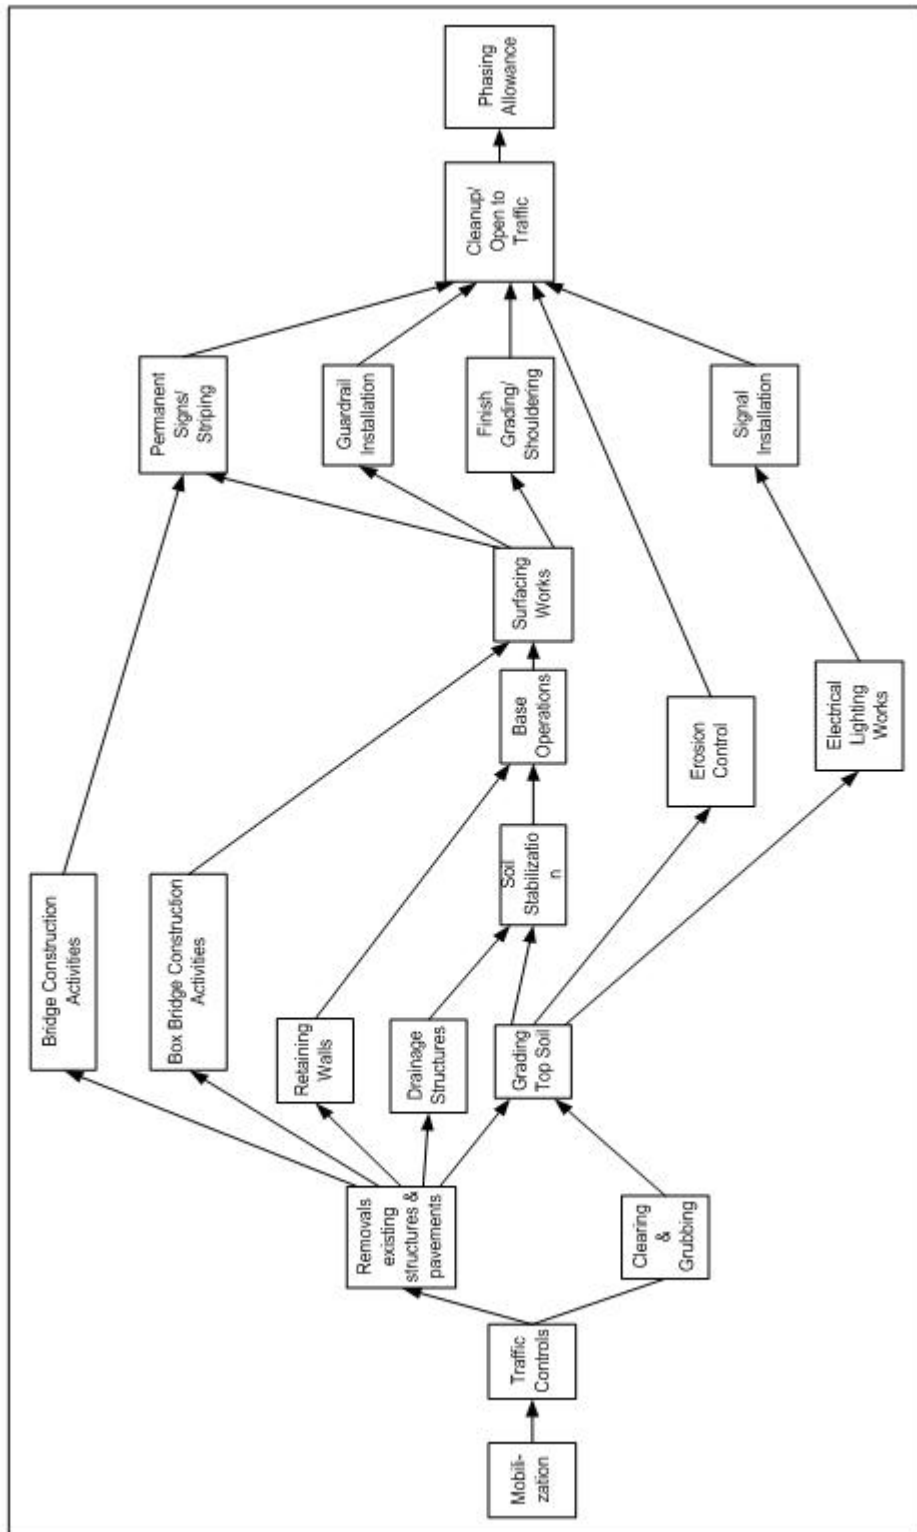 Mobili-
zation
Traffic
Controls
Removals
existing
structures &
pavements
Clearing
&
Grubbing
Bridge Construction
Activities
Box Bridge Construction
Activities
Retaining
Walls
Drainage
Structures
Grading
Top Soil
Soil
Stabilizatio
n
Base
Operations
Erosion
Control
Electrical
Lighting
Works
Surfacing
Works
Permanent
Signs/
Striping
Guardrail
Installation
Finish
Grading/
Shouldering
Signal
Installation
Cleanup/
Open to
Traffic
Phasing
Allowance